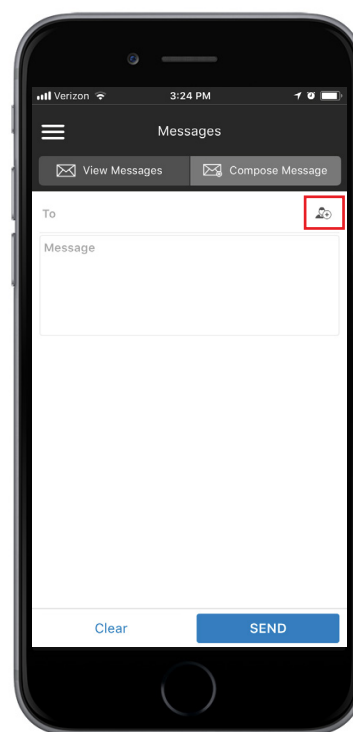 Verizon 3:24 PM
Messages
View Messages Compose Message
To
Message
Clear SEND